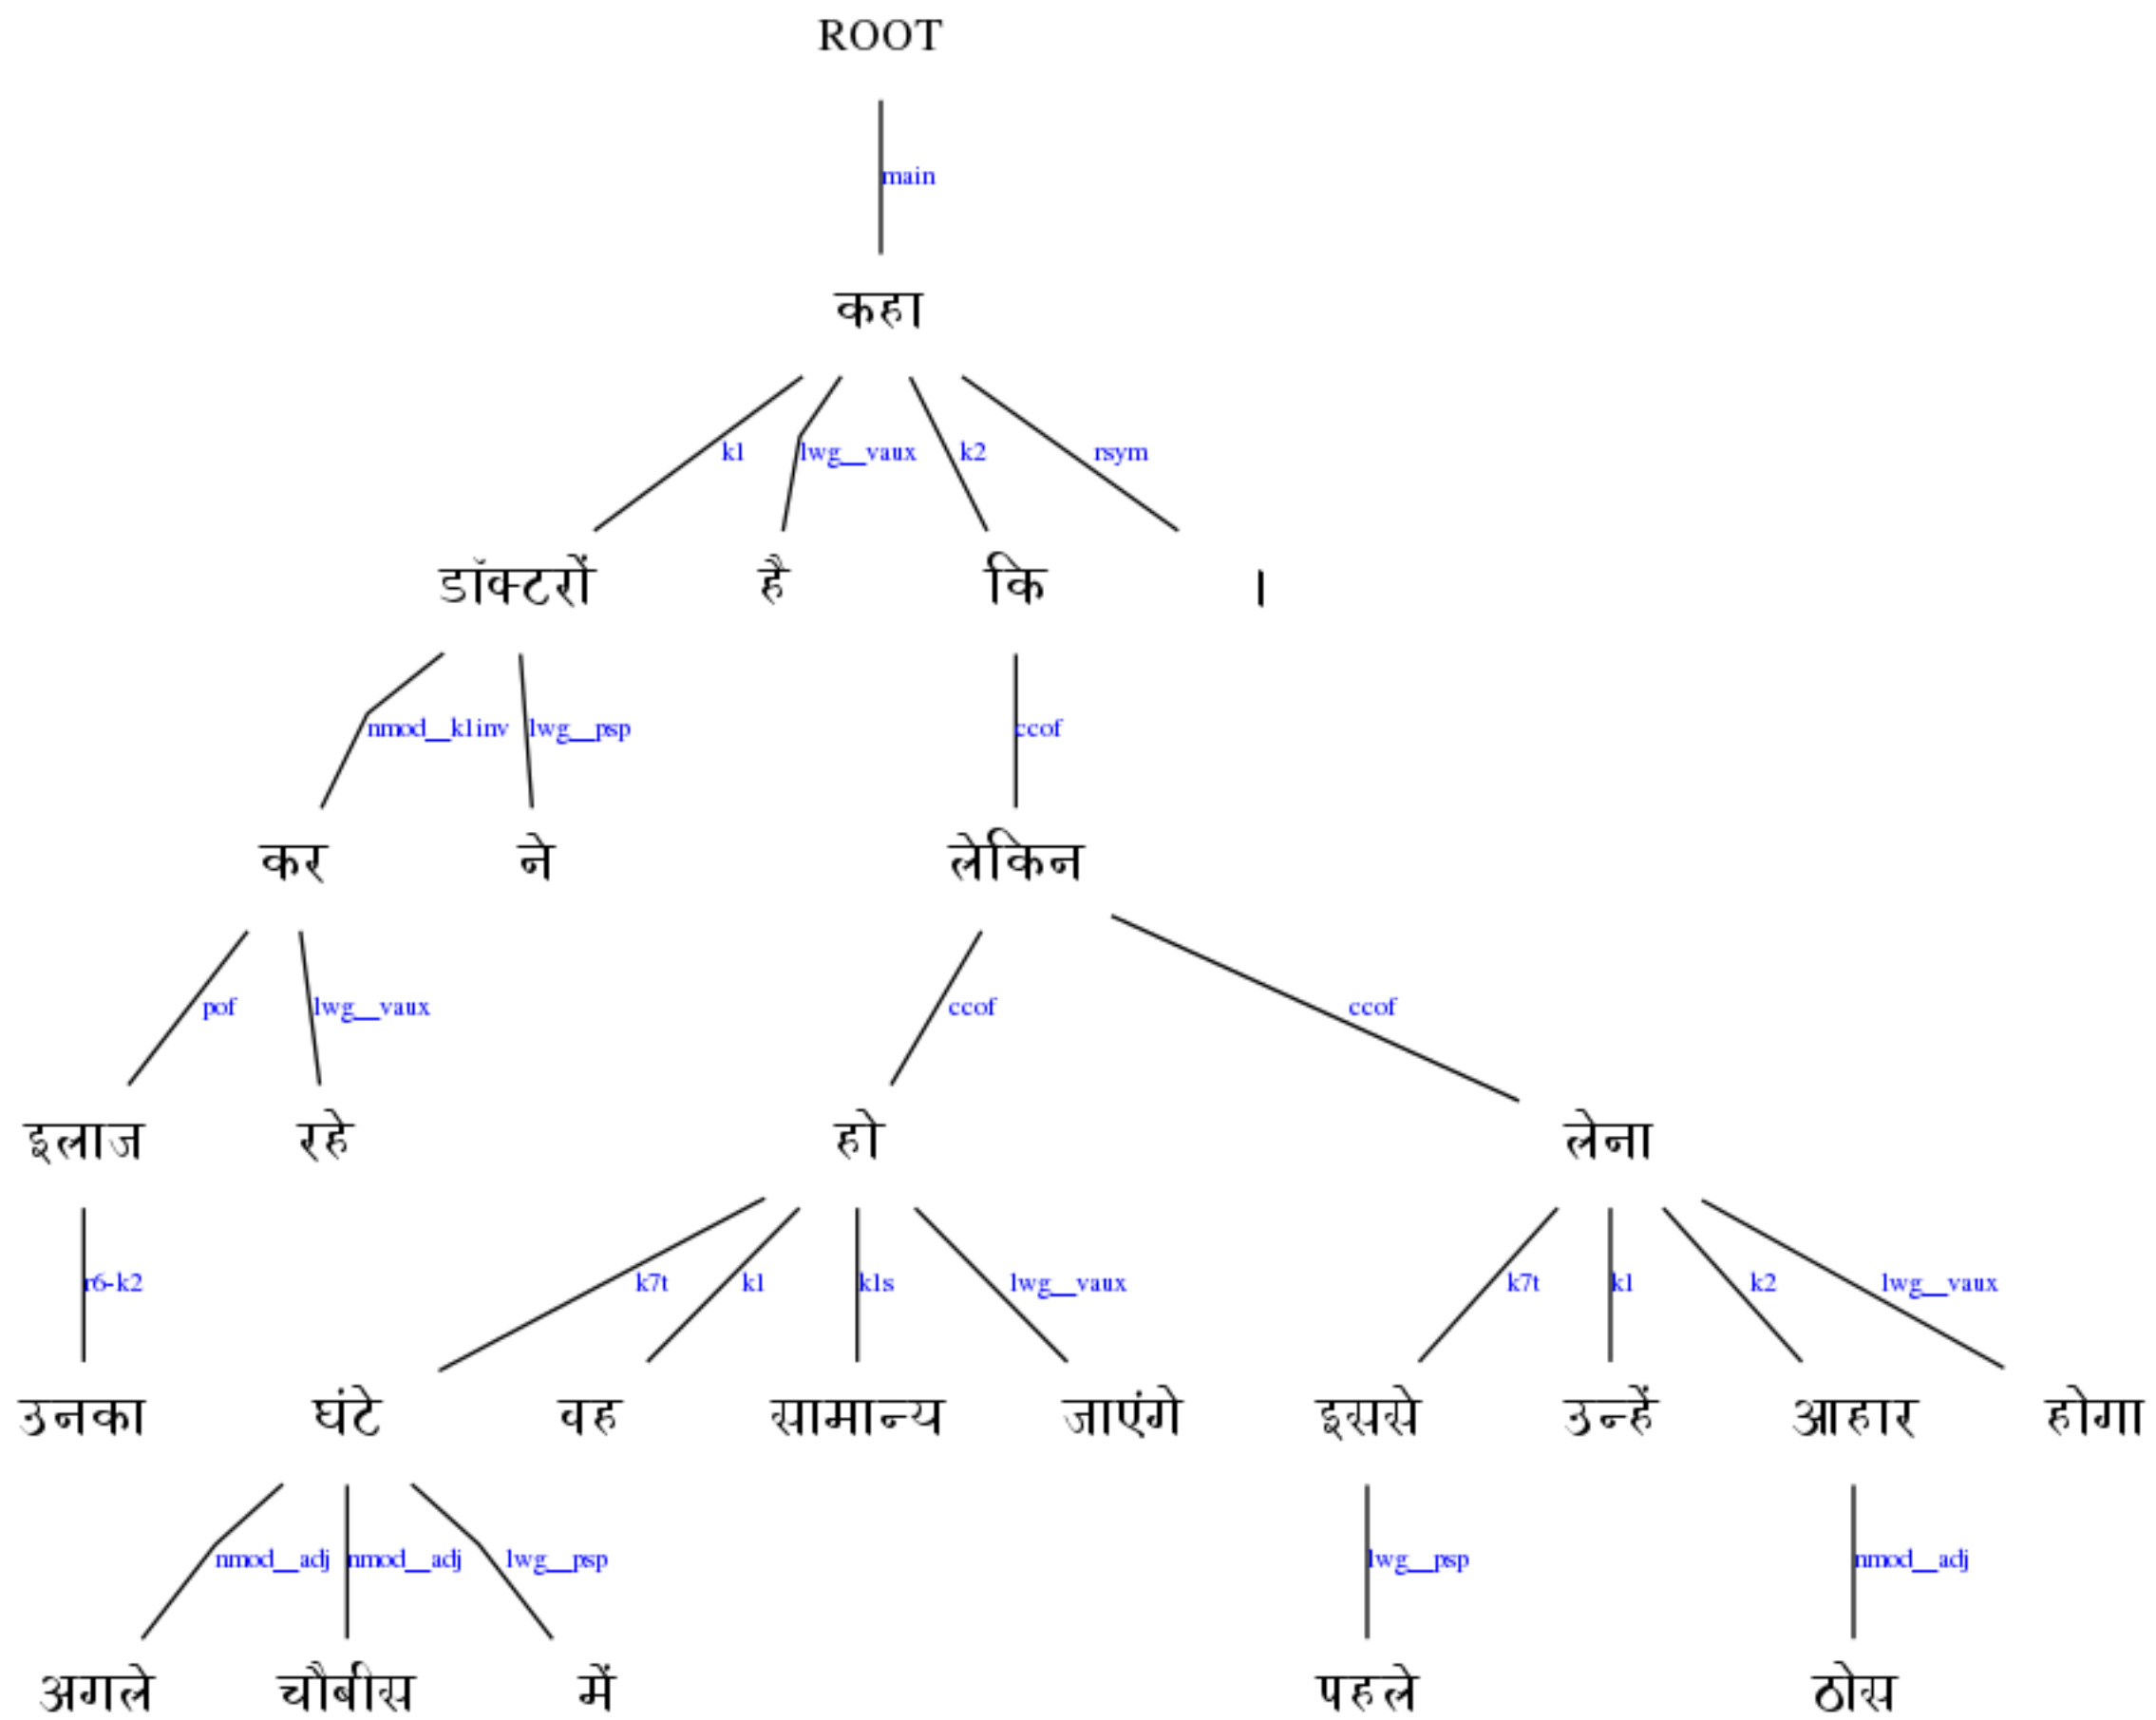 ROOT
main
कहा
k1 lwg__vaux k2 rsym
डॉक्टरों है कि ।
nmod__k1inv lwg__psp ccof
कर ने लेकिन
pof lwg__vaux ccof ccof
इलाज रहे हो लेना
r6-k2 k7t k1 k1s lwg__vaux k7t k1 k2 lwg__vaux
उनका घंटे वह सामान्य जाएंगे इससे उन्हें आहार होगा
nmod__adj nmod__adj lwg__psp lwg__psp nmod__adj
अगले चौबीस में पहले ठोस